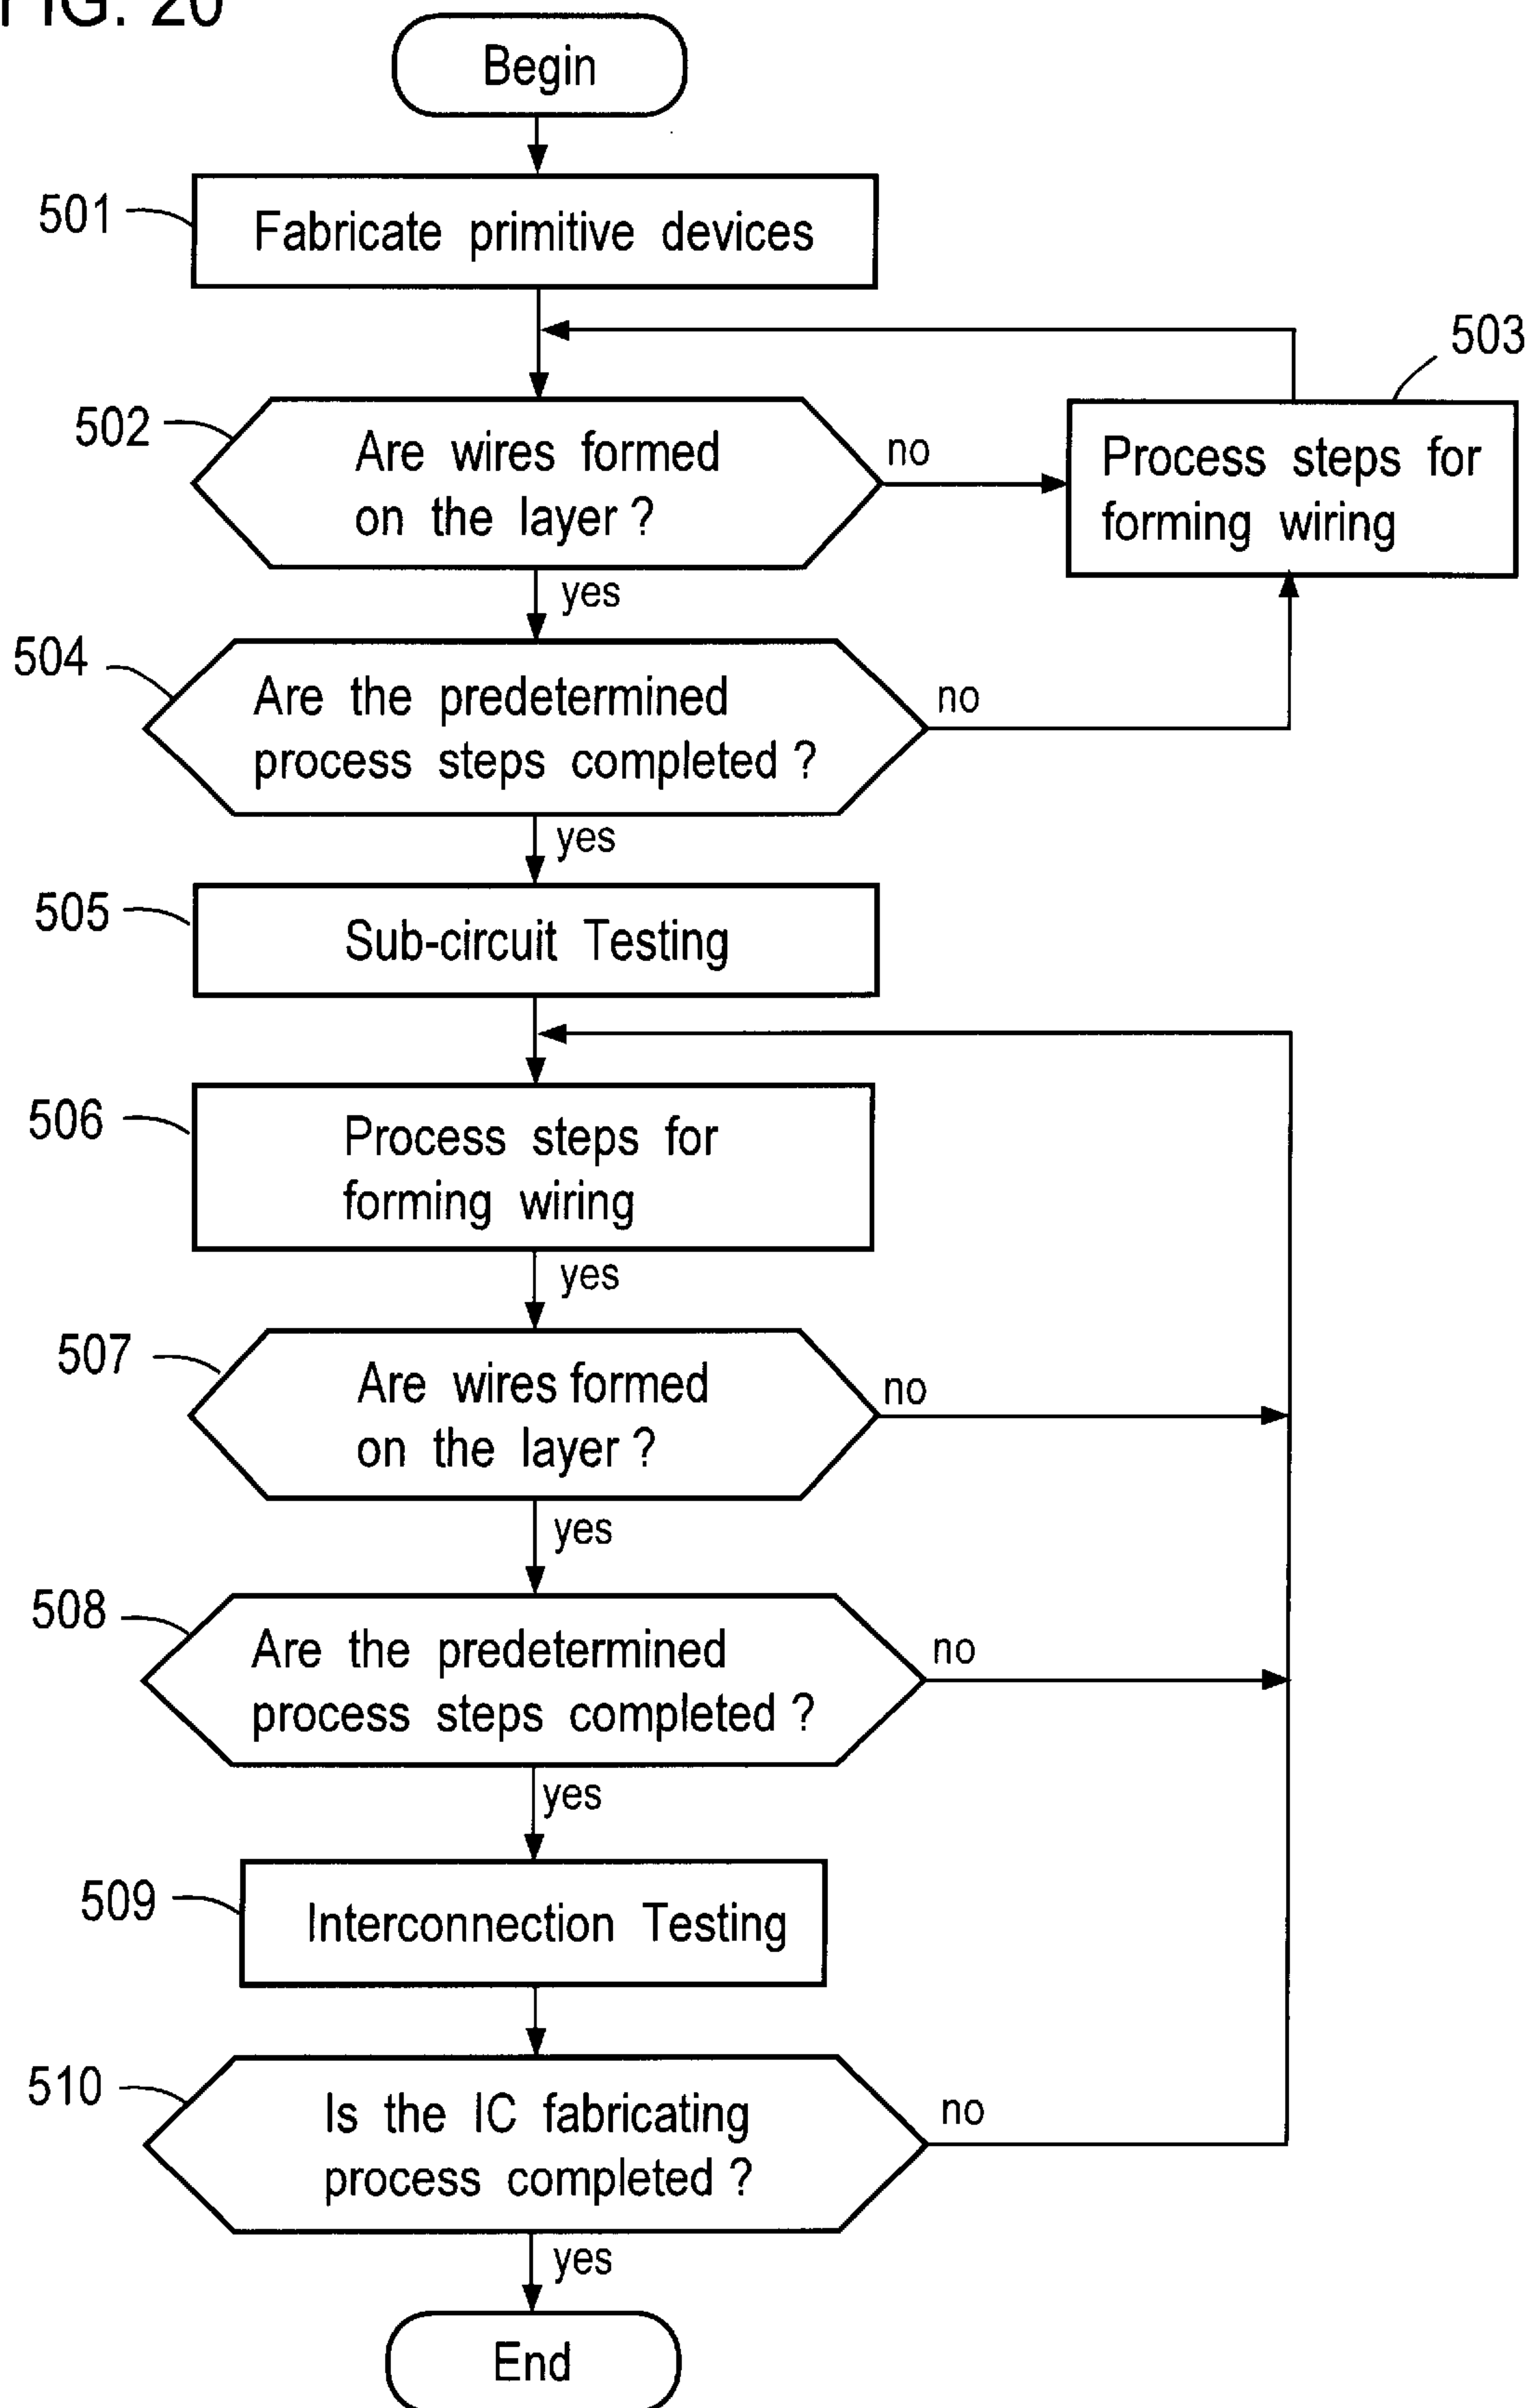 FIG. 20
Begin
501
Fabricate primitive devices
503
502
Are wires formed
on the layer ?
no
Process steps for
forming wiring
yes
504
Are the predetermined
process steps completed ?
no
yes
505
Sub-circuit Testing
506
Process steps for
forming wiring
yes
507
Are wires formed
on the layer ?
no
yes
508
Are the predetermined
process steps completed ?
no
yes
509
Interconnection Testing
510
Is the IC fabricating
process completed ?
no
yes
End